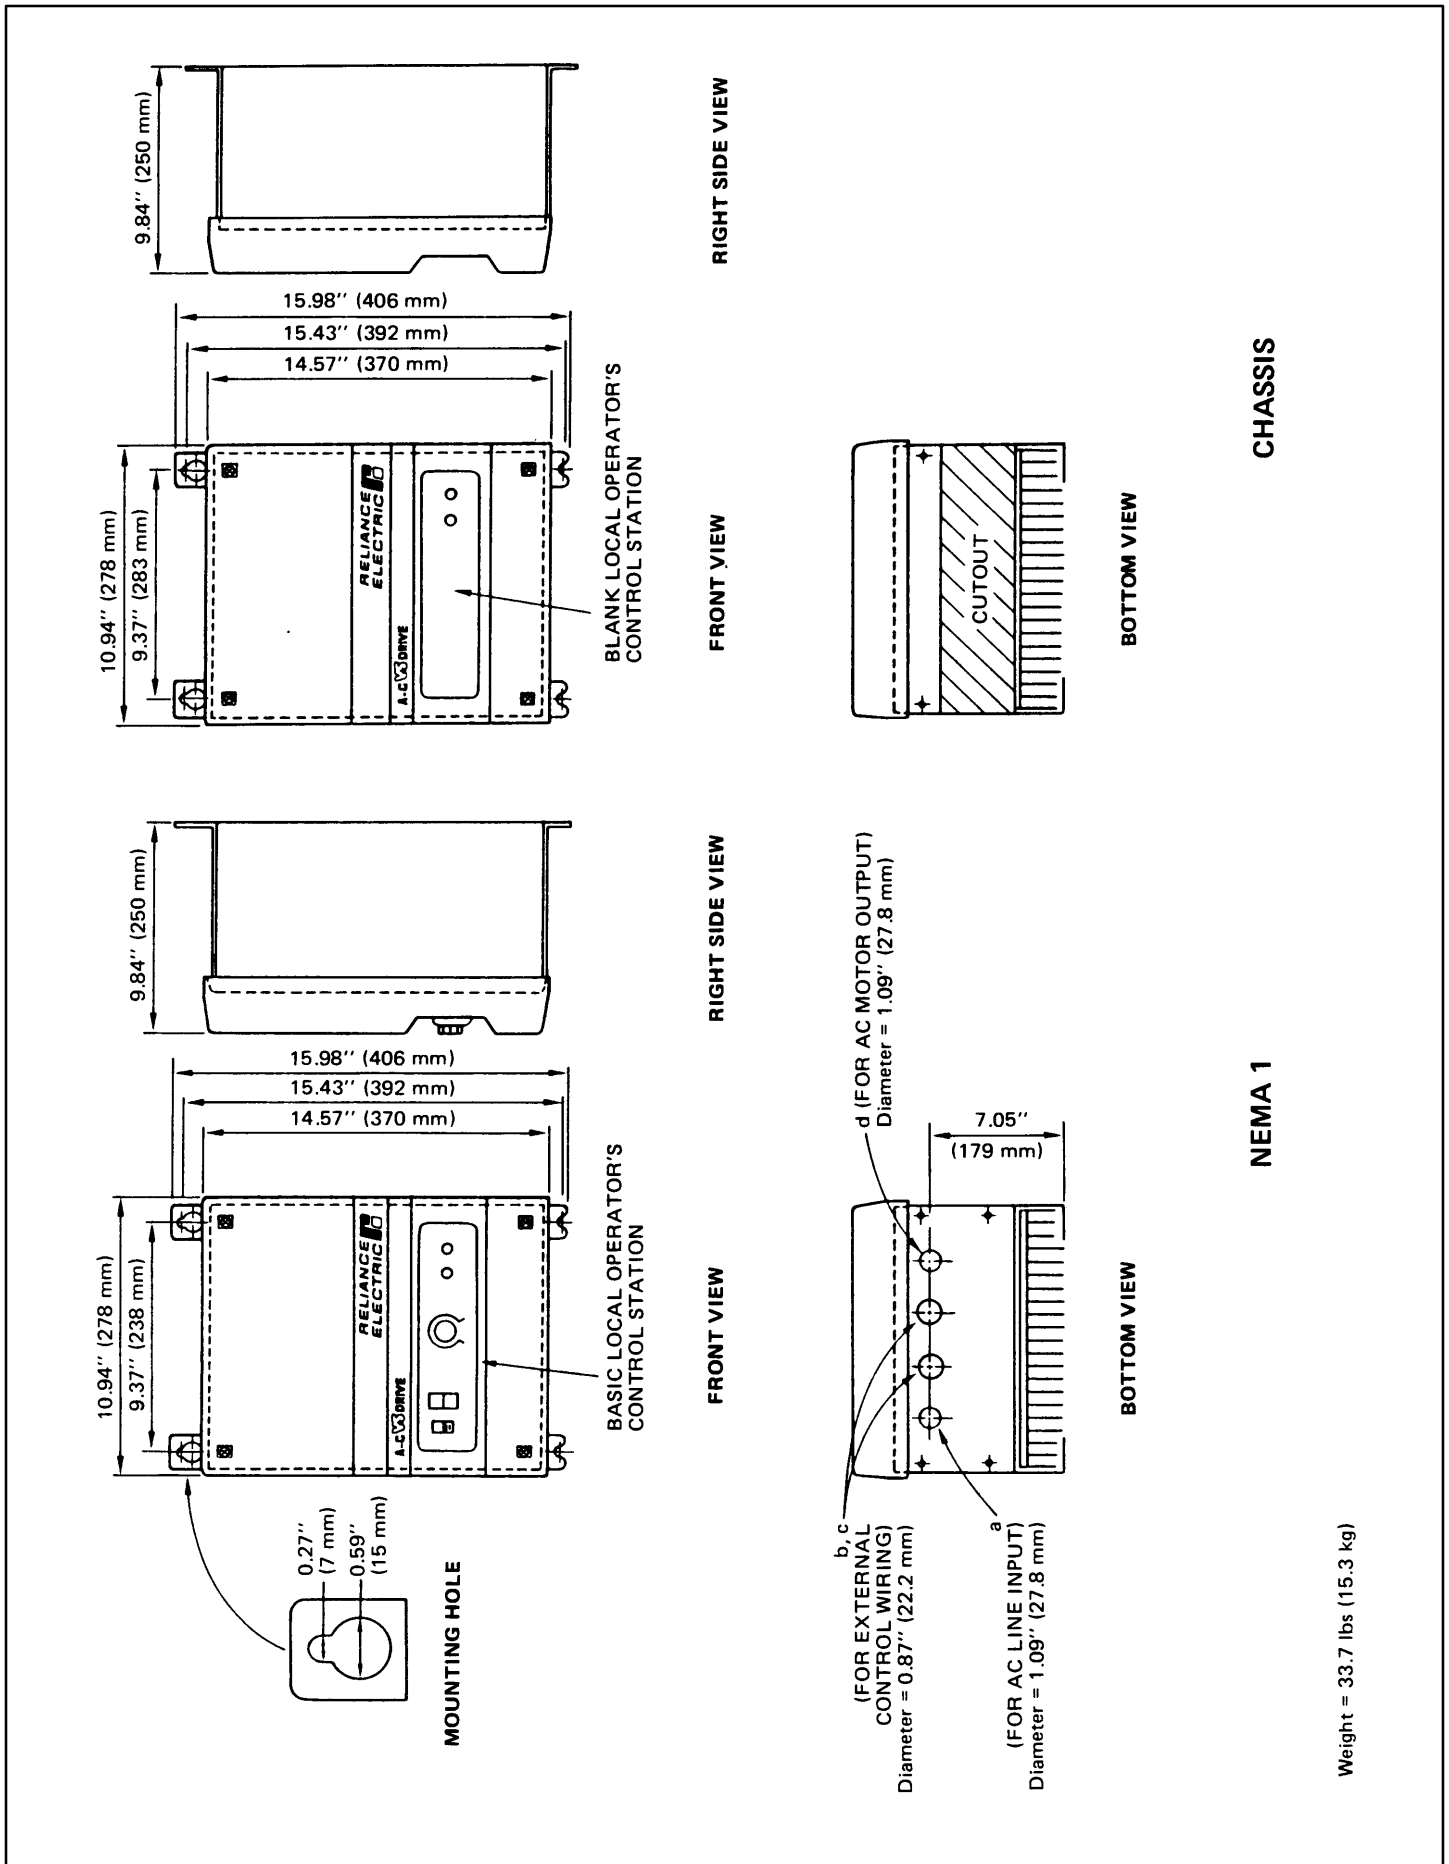 0.27''
(7 mm)
0.59''
(15 mm)
MOUNTING HOLE
10.94'' (278 mm)
9.37'' (238 mm)
15.98'' (406 mm)
15.43'' (392 mm)
14.57'' (370 mm)
RELIANCE
ELECTRIC
A-C DRIVE
BASIC LOCAL OPERATOR'S
CONTROL STATION
FRONT VIEW
9.84'' (250 mm)
RIGHT SIDE VIEW
10.94'' (278 mm)
9.37'' (283 mm)
15.98'' (406 mm)
15.43'' (392 mm)
14.57'' (370 mm)
RELIANCE
ELECTRIC
A-C DRIVE
BLANK LOCAL OPERATOR'S
CONTROL STATION
FRONT VIEW
9.84'' (250 mm)
RIGHT SIDE VIEW
b, c
(FOR EXTERNAL
CONTROL WIRING)
Diameter = 0.87'' (22.2 mm)
a
(FOR AC LINE INPUT)
Diameter = 1.09'' (27.8 mm)
d (FOR AC MOTOR OUTPUT)
Diameter = 1.09'' (27.8 mm)
7.05''
(179 mm)
BOTTOM VIEW
CUTOUT
BOTTOM VIEW
NEMA 1
CHASSIS
Weight = 33.7 lbs (15.3 kg)